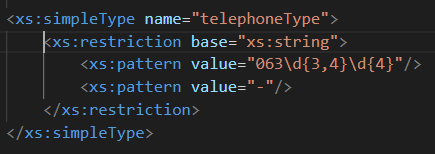 <xs:simpleType name="telephoneType">
<xs:restriction base="xs:string">
<xs:pattern value="063\d{3,4}\d{4}"/>
<xs:pattern value="-"/>
</xs:restriction>
</xs:simpleType>